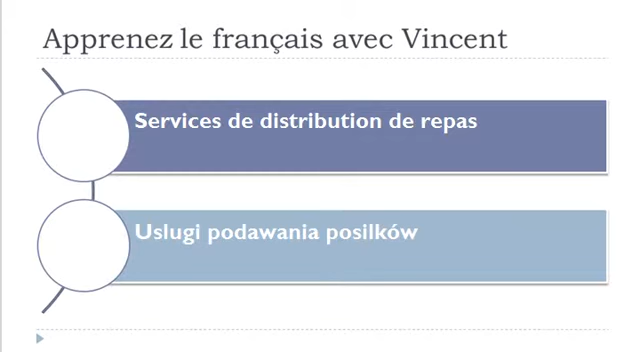 Apprenez le français avec Vincent
Services de distribution de repas
Uslugi podawania posilków